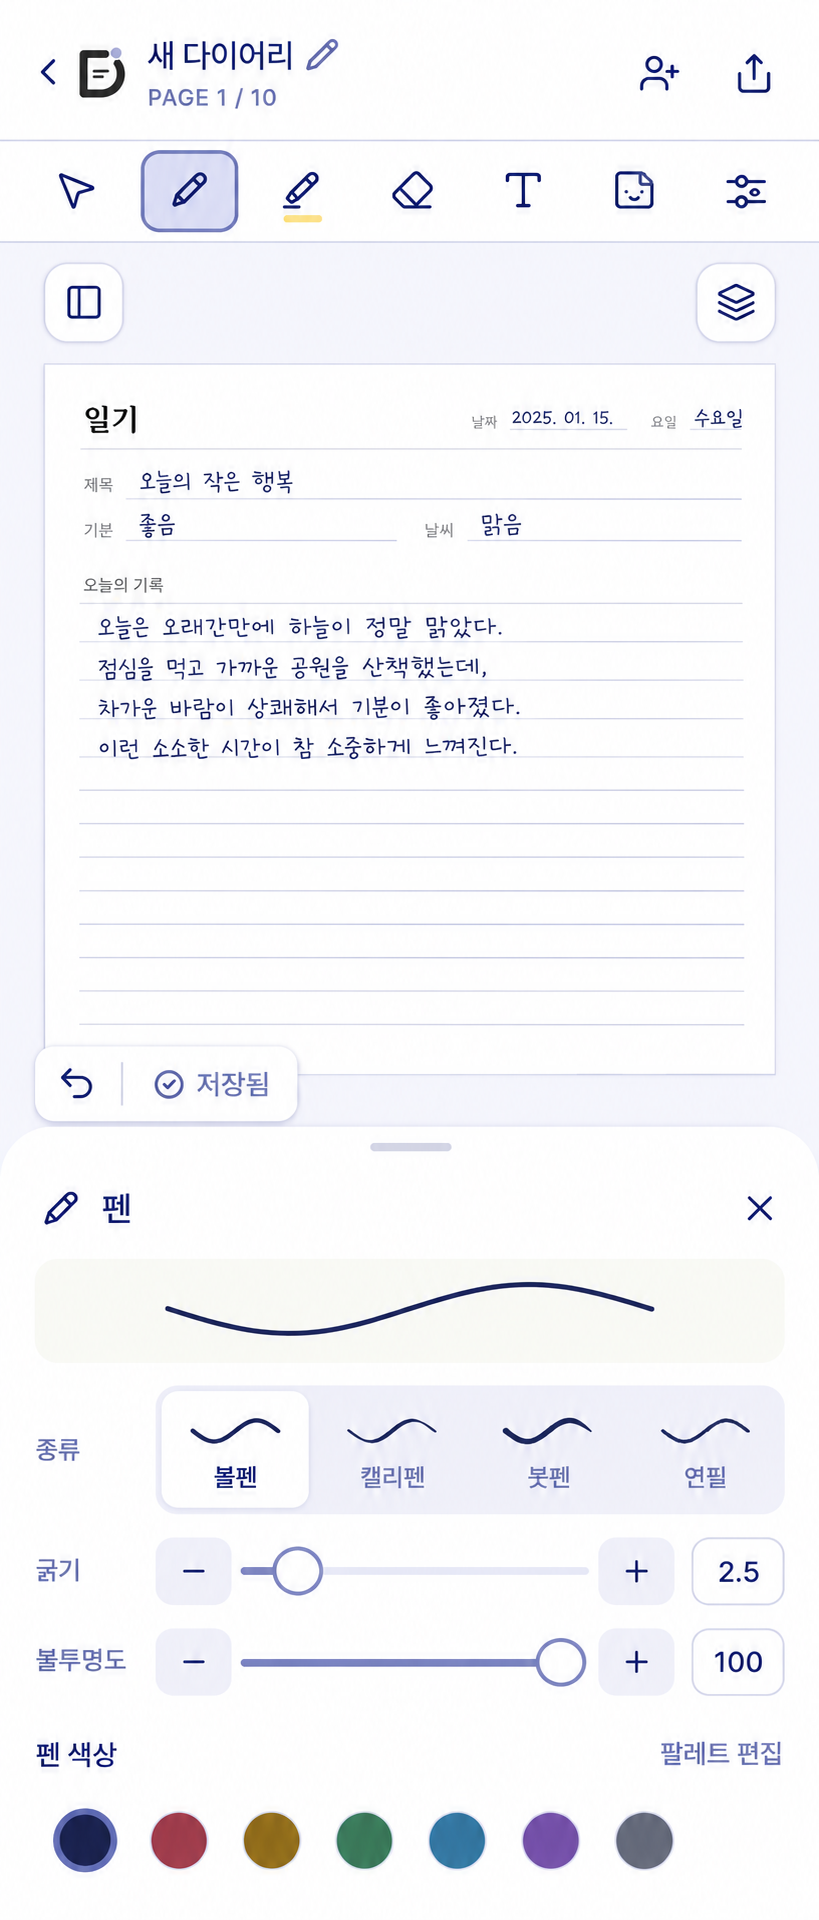 새 다이어리
PAGE 1 / 10
일기
날짜 2025. 01. 15. 요일 수요일
제목 오늘의 작은 행복
기분 좋음 날씨 맑음
오늘의 기록
오늘은 오래간만에 하늘이 정말 맑았다.
점심을 먹고 가까운 공원을 산책했는데,
차가운 바람이 상쾌해서 기분이 좋아졌다.
이런 소소한 시간이 참 소중하게 느껴진다.
저장됨
펜
종류 볼펜 캘리펜 붓펜 연필
굵기 2.5
불투명도 100
펜 색상 팔레트 편집